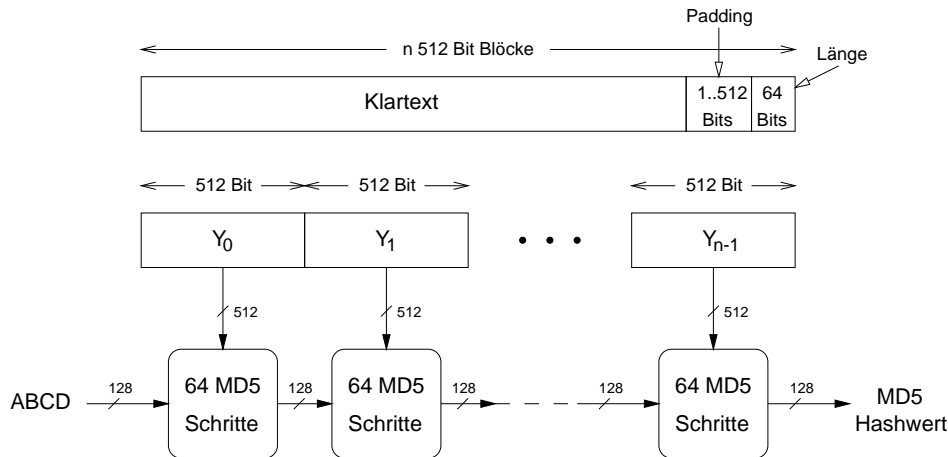 Padding
n 512 Bit Blöcke
Länge
Klartext
1..512
Bits
64
Bits
512 Bit
512 Bit
512 Bit
Y0
Y1
• • •
Yn-1
512
512
512
ABCD
128
64 MD5
Schritte
128
64 MD5
Schritte
128
128
64 MD5
Schritte
128
MD5
Hashwert